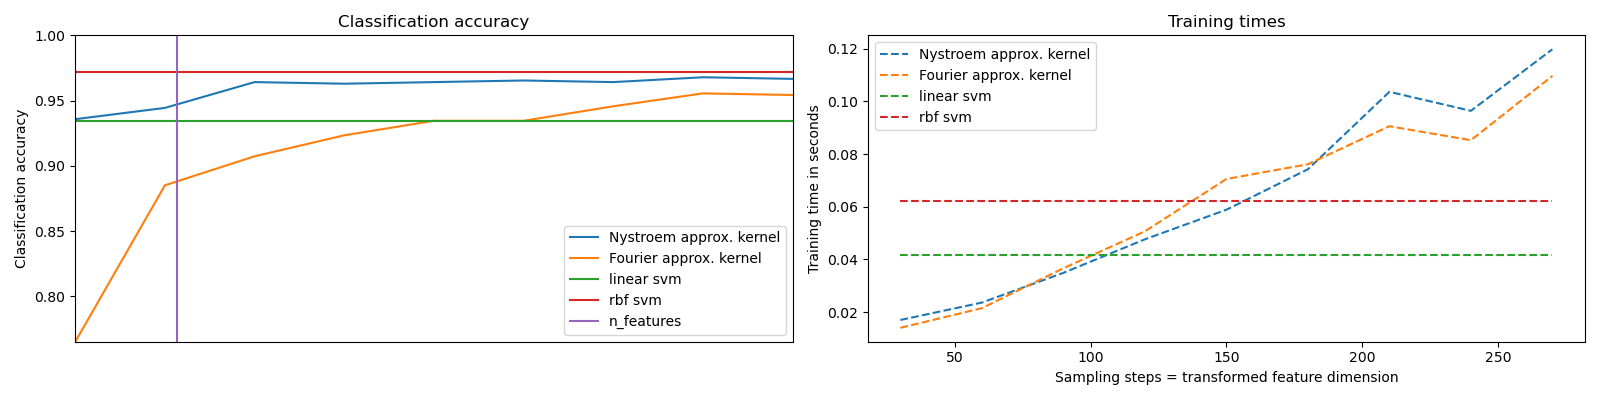 Classification accuracy
Classification accuracy
1.00
0.95
0.90
0.85
0.80
Nystroem approx. kernel
Fourier approx. kernel
linear svm
rbf svm
n_features
Training times
Training time in seconds
0.12
0.10
0.08
0.06
0.04
0.02
Nystroem approx. kernel
Fourier approx. kernel
linear svm
rbf svm
50
100
150
200
250
Sampling steps = transformed feature dimension